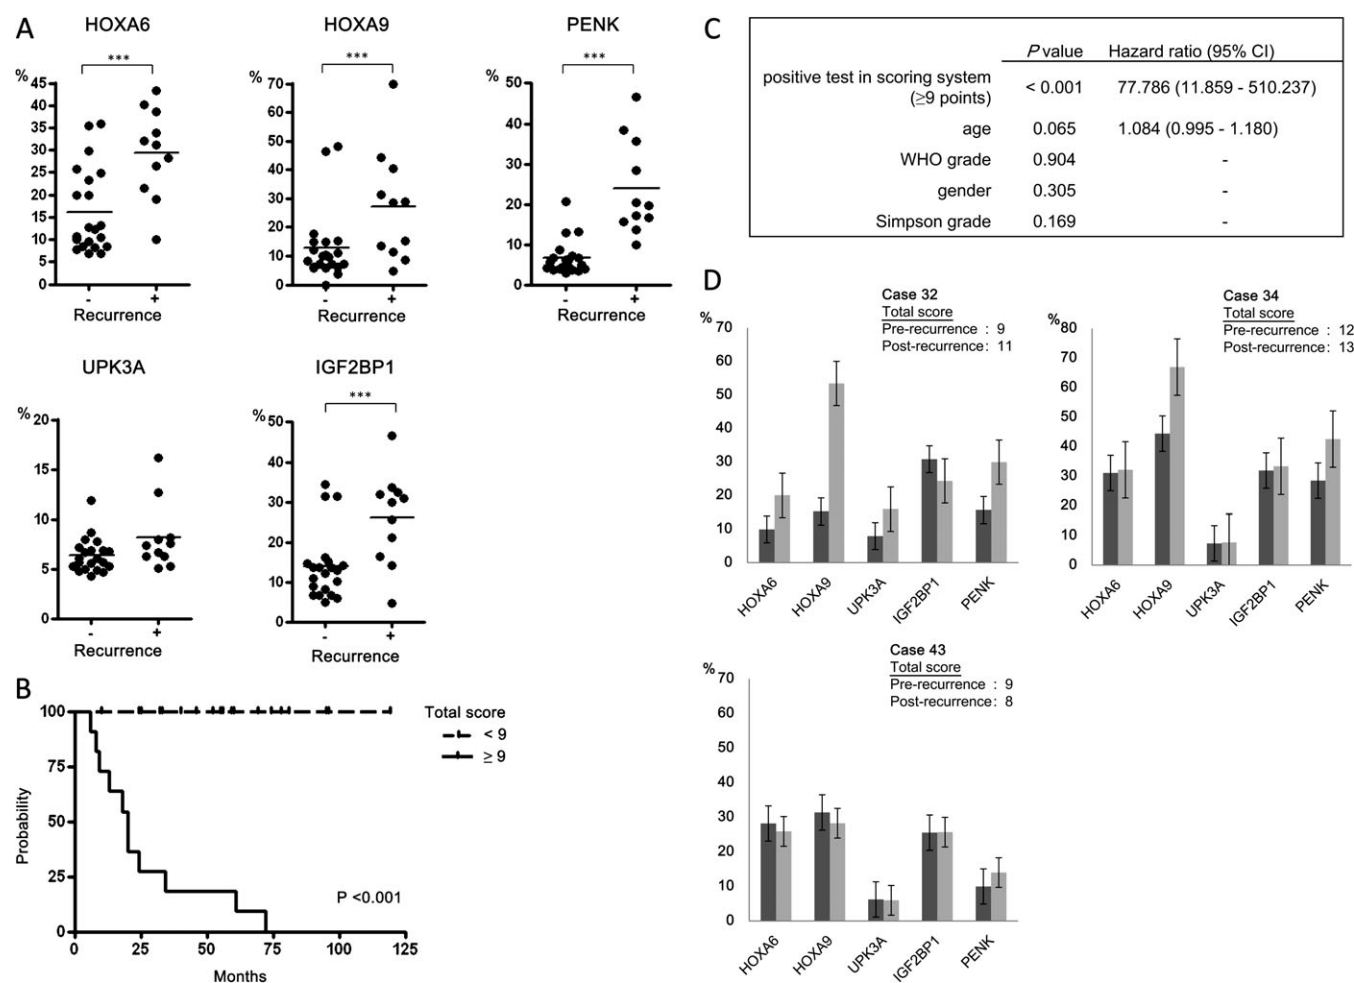 A
HOXA6
***
%
45
40
35
30
25
20
15
10
5
0
- +
Recurrence
HOXA9
***
%
70
60
50
40
30
20
10
0
- +
Recurrence
PENK
***
%
50
40
30
20
10
0
- +
Recurrence
UPK3A
%
20
15
10
5
0
- +
Recurrence
IGF2BP1
***
%
50
40
30
20
10
0
- +
Recurrence
B
Probability
100
75
50
25
0
0 25 50 75 100 125
Months
P <0.001
Total score
< 9
≥ 9
C
P value Hazard ratio (95% CI)
positive test in scoring system
(≥9 points) < 0.001 77.786 (11.859 - 510.237)
age 0.065 1.084 (0.995 - 1.180)
WHO grade 0.904 -
gender 0.305 -
Simpson grade 0.169 -
D
Case 32
Total score
Pre-recurrence : 9
Post-recurrence: 11
%
70
60
50
40
30
20
10
0
HOXA6 HOXA9 UPK3A IGF2BP1 PENK
Case 34
Total score
Pre-recurrence : 12
Post-recurrence: 13
%
80
70
60
50
40
30
20
10
0
HOXA6 HOXA9 UPK3A IGF2BP1 PENK
Case 43
Total score
Pre-recurrence : 9
Post-recurrence: 8
%
70
60
50
40
30
20
10
0
HOXA6 HOXA9 UPK3A IGF2BP1 PENK